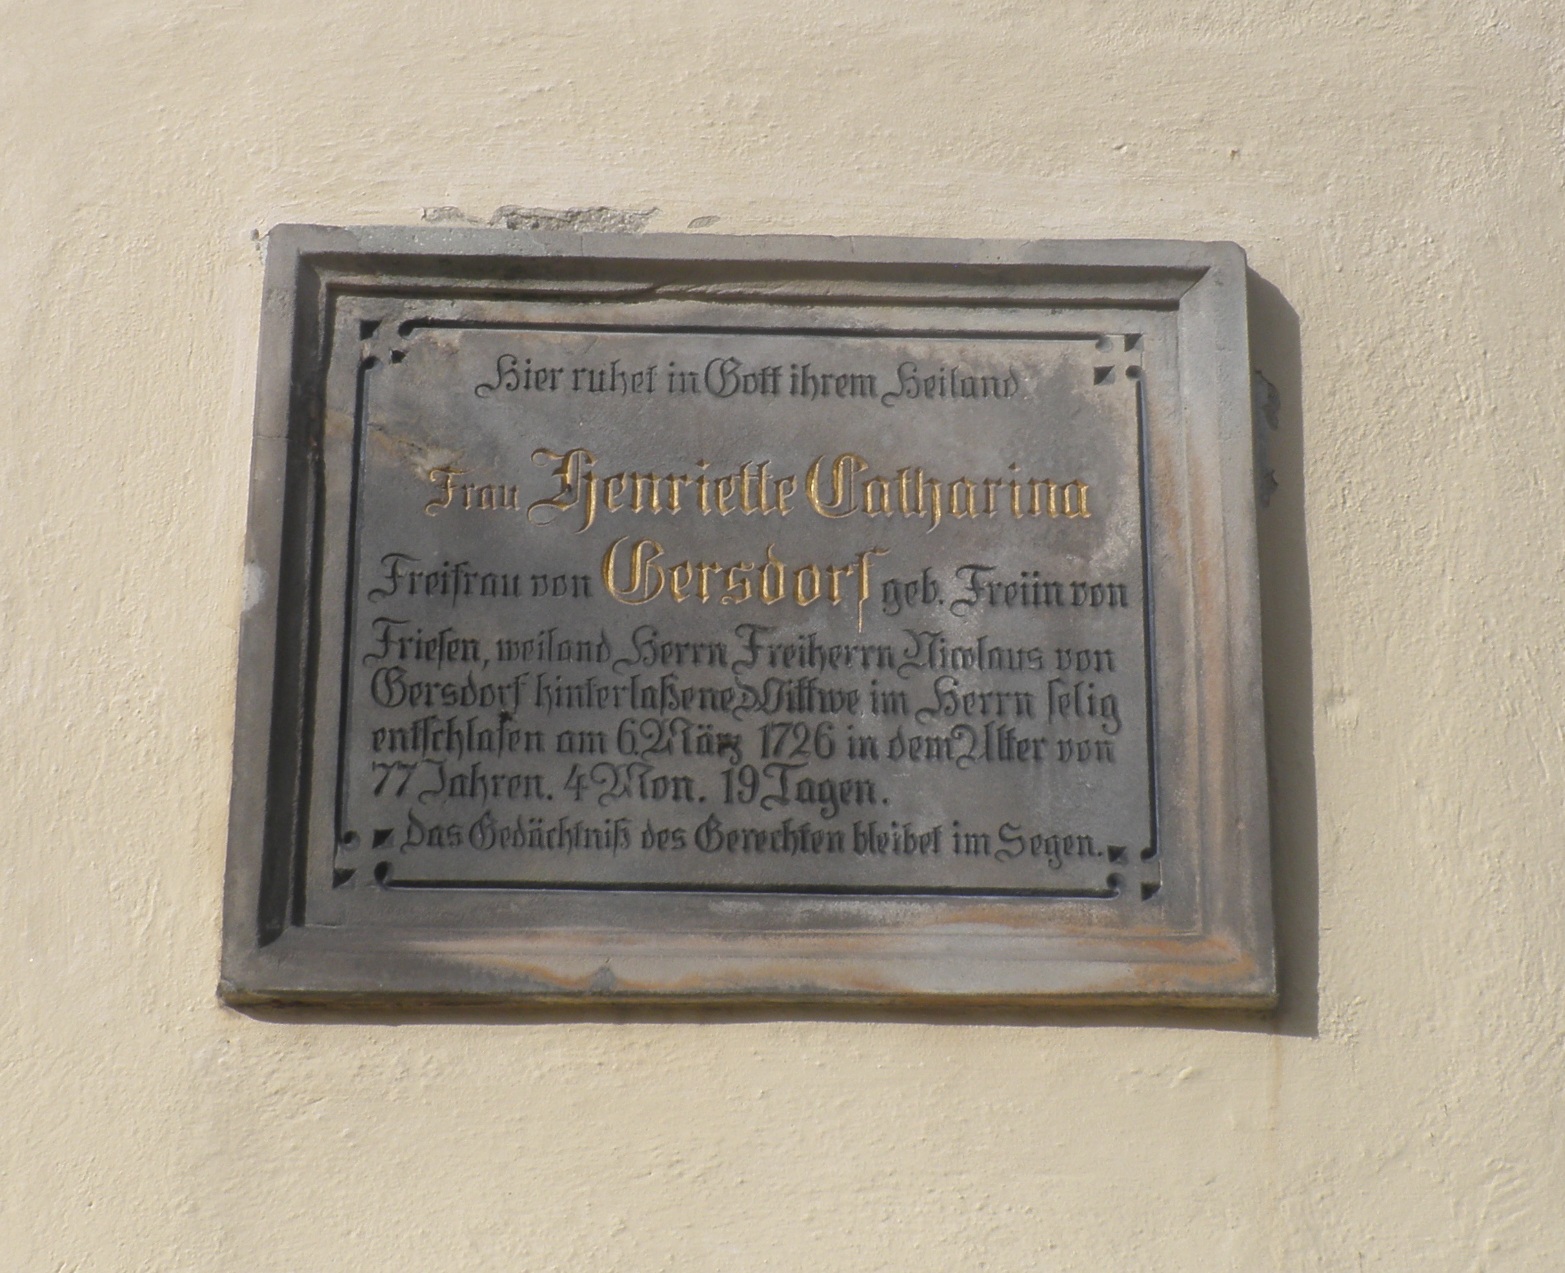 Hier ruhet in Gott ihrem Heiland
Frau Henriette Catharina
Freifrau von Gersdorf geb. Freiin von
Friesen, weiland Herrn Freiherrn Nicolaus von
Gersdorf hinterlaßene Wittwe im Herrn selig
entschlafen am 6 März 1726 in dem Alter von
77 Jahren. 4 Mon. 19 Tagen.
Das Gedächtniß des Gerechten bleibet im Segen.